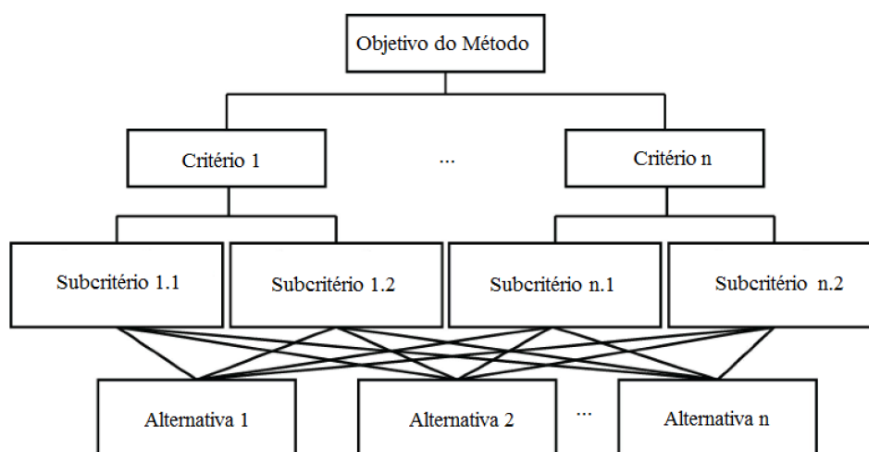 Objetivo do Método
Critério 1
...
Critério n
Subcritério 1.1
Subcritério 1.2
Subcritério n.1
Subcritério n.2
Alternativa 1
Alternativa 2
...
Alternativa n